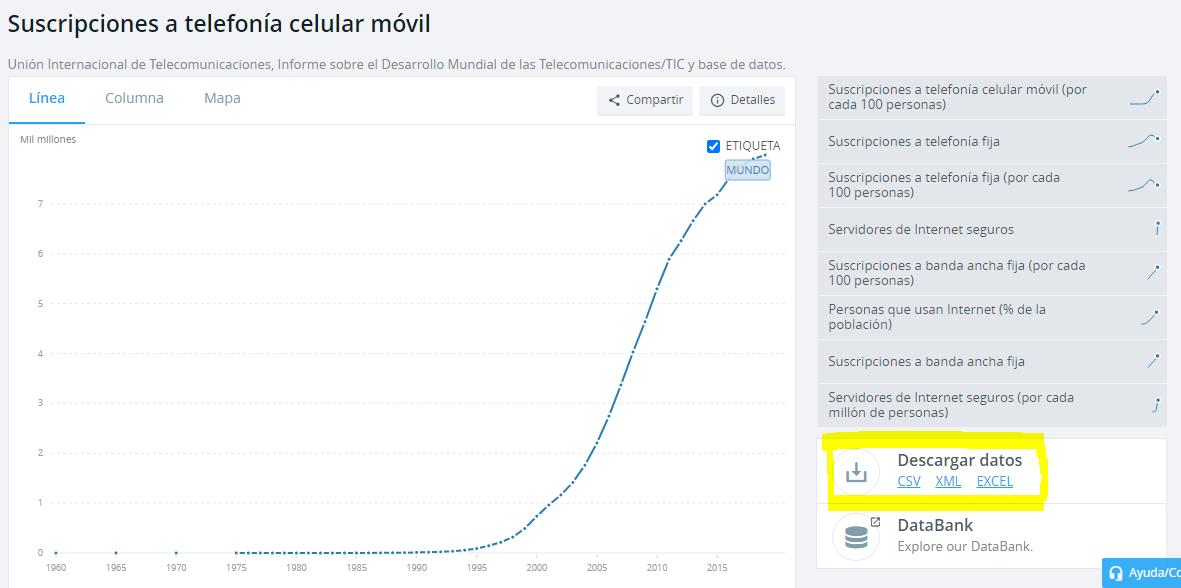 Suscripciones a telefonía celular móvil
Unión Internacional de Telecomunicaciones, Informe sobre el Desarrollo Mundial de las Telecomunicaciones/TIC y base de datos.
Línea
Columna
Mapa
Compartir
Detalles
Mil millones
ETIQUETA
MUNDO
7
6
5
4
3
2
1
0
1960
1965
1970
1975
1980
1985
1990
1995
2000
2005
2010
2015
Suscripciones a telefonía celular móvil (por
cada 100 personas)
Suscripciones a telefonía fija
Suscripciones a telefonía fija (por cada
100 personas)
Servidores de Internet seguros
Suscripciones a banda ancha fija (por cada
100 personas)
Personas que usan Internet (% de la
población)
Suscripciones a banda ancha fija
Servidores de Internet seguros (por cada
millón de personas)
Descargar datos
CSV XML EXCEL
DataBank
Explore our DataBank.
Ayuda/Co